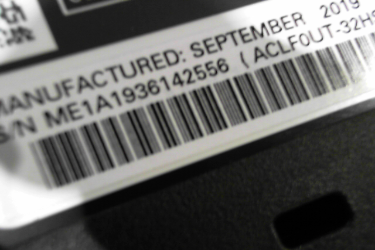 MANUFACTURED: SEPTEMBER 2019
S/N ME1A1936142556 (ACLF0UT-32H